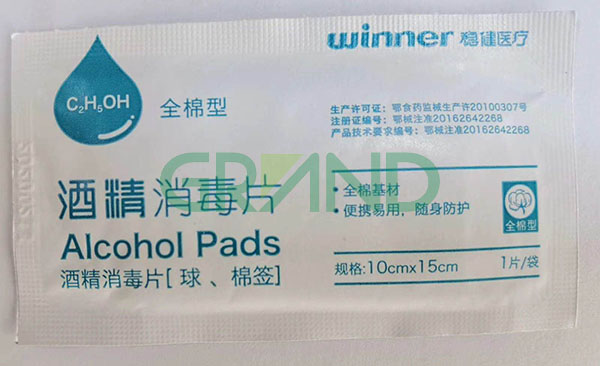 winner 稳健医疗
C₂H₅OH
全棉型
生产许可证：鄂食药监械生产许20100307号
注册证编号：鄂械注准20162642268
产品技术要求编号：鄂械注准20162642268
GRAND
酒精消毒片
Alcohol Pads
酒精消毒片[ 球 、棉签]
·全棉基材
·便携易用，随身防护
全棉型
规格:10cmx15cm
1片/袋